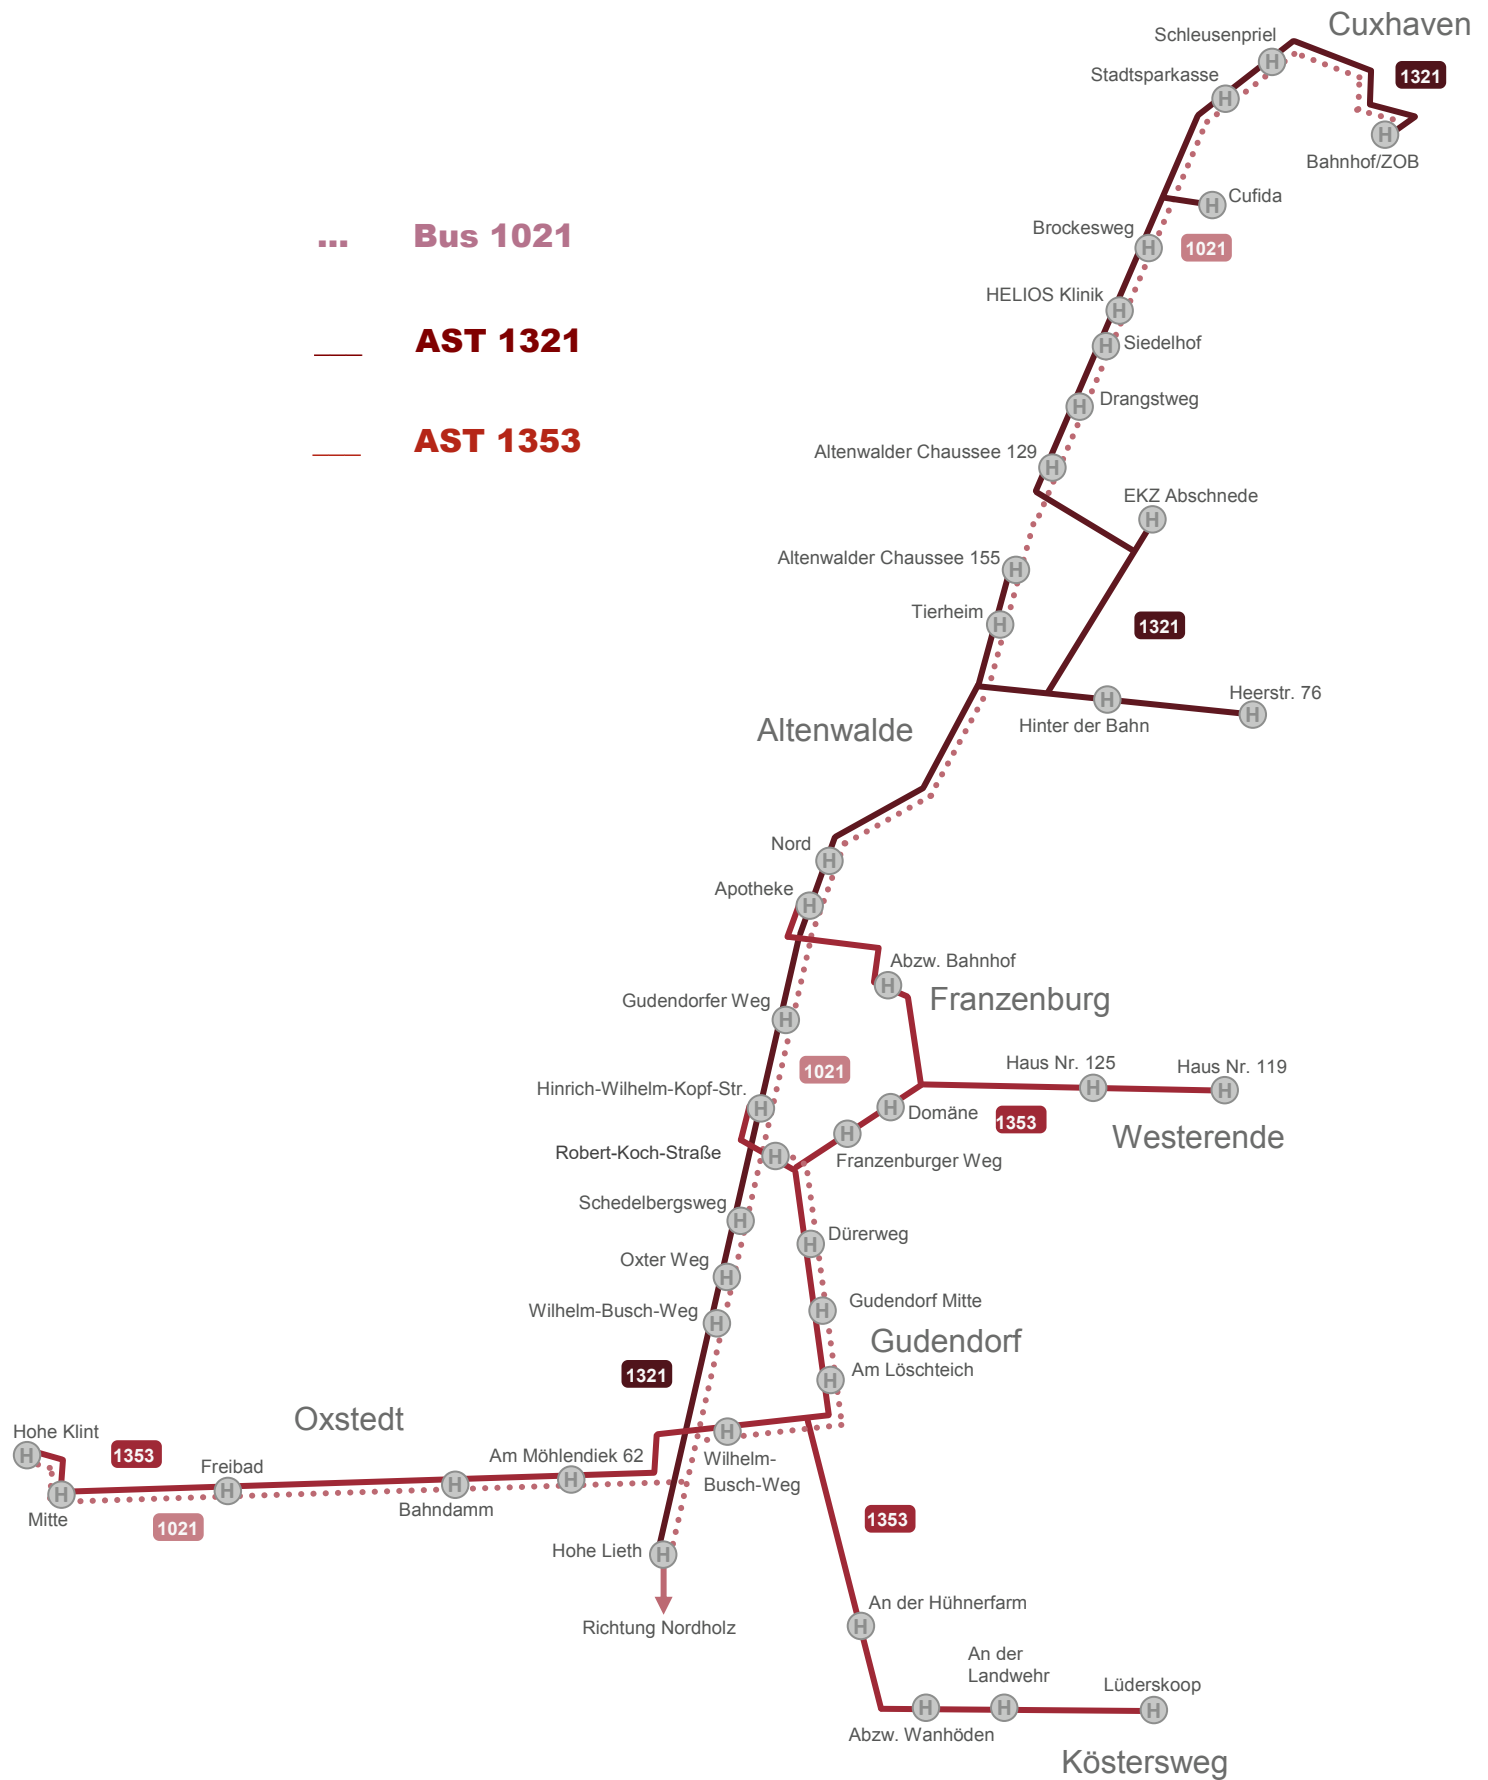 Cuxhaven
Schleusenpriel
Stadtsparkasse
1321
H
H
H
Bahnhof/ZOB
Cufida
H
... Bus 1021
Brockesweg
H
1021
HELIOS Klinik
H
___ AST 1321
Siedelhof
H
Drangstweg
H
___ AST 1353
Altenwalder Chaussee 129
H
EKZ Abschnede
H
Altenwalder Chaussee 155
H
Tierheim
H
1321
Heerstr. 76
H
H
Hinter der Bahn
Altenwalde
Nord
H
Apotheke
H
Abzw. Bahnhof
H
Franzenburg
Gudendorfer Weg
H
1021
Haus Nr. 125
H
Haus Nr. 119
H
Hinrich-Wilhelm-Kopf-Str.
H
Domäne
H
1353
Westerende
Robert-Koch-Straße
H
H
Franzenburger Weg
Schedelbergsweg
H
Dürerweg
H
Oxter Weg
H
Gudendorf Mitte
H
Wilhelm-Busch-Weg
H
Gudendorf
1321
Am Löschteich
H
Oxstedt
Hohe Klint
H
1353
Freibad
H
Am Möhlendiek 62
H
H
Wilhelm-
Busch-Weg
H
Mitte
1021
H
Bahndamm
1353
Hohe Lieth
H
Richtung Nordholz
An der Hühnerfarm
H
An der
Landwehr
H
Lüderskoop
H
H
Abzw. Wanhöden
Köstersweg